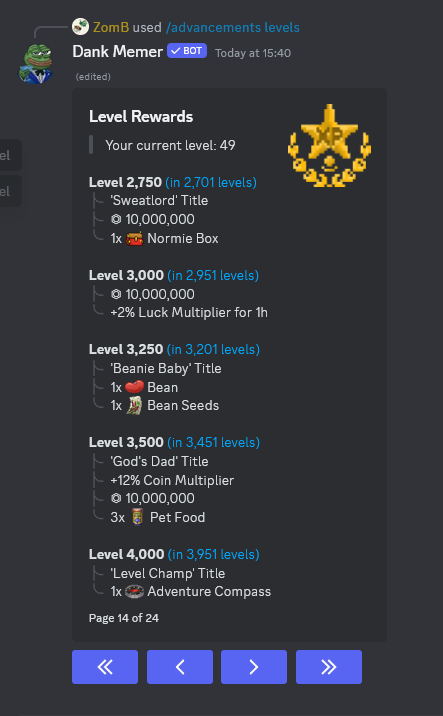 ZomB used /advancements levels
Dank Memer BOT Today at 15:40
(edited)
Level Rewards
Your current level: 49
XP
Level 2,750 (in 2,701 levels)
'Sweatlord' Title
10,000,000
1x Normie Box
Level 3,000 (in 2,951 levels)
10,000,000
+2% Luck Multiplier for 1h
Level 3,250 (in 3,201 levels)
'Beanie Baby' Title
1x Bean
1x Bean Seeds
Level 3,500 (in 3,451 levels)
'God's Dad' Title
+12% Coin Multiplier
10,000,000
3x Pet Food
Level 4,000 (in 3,951 levels)
'Level Champ' Title
1x Adventure Compass
Page 14 of 24
el
el